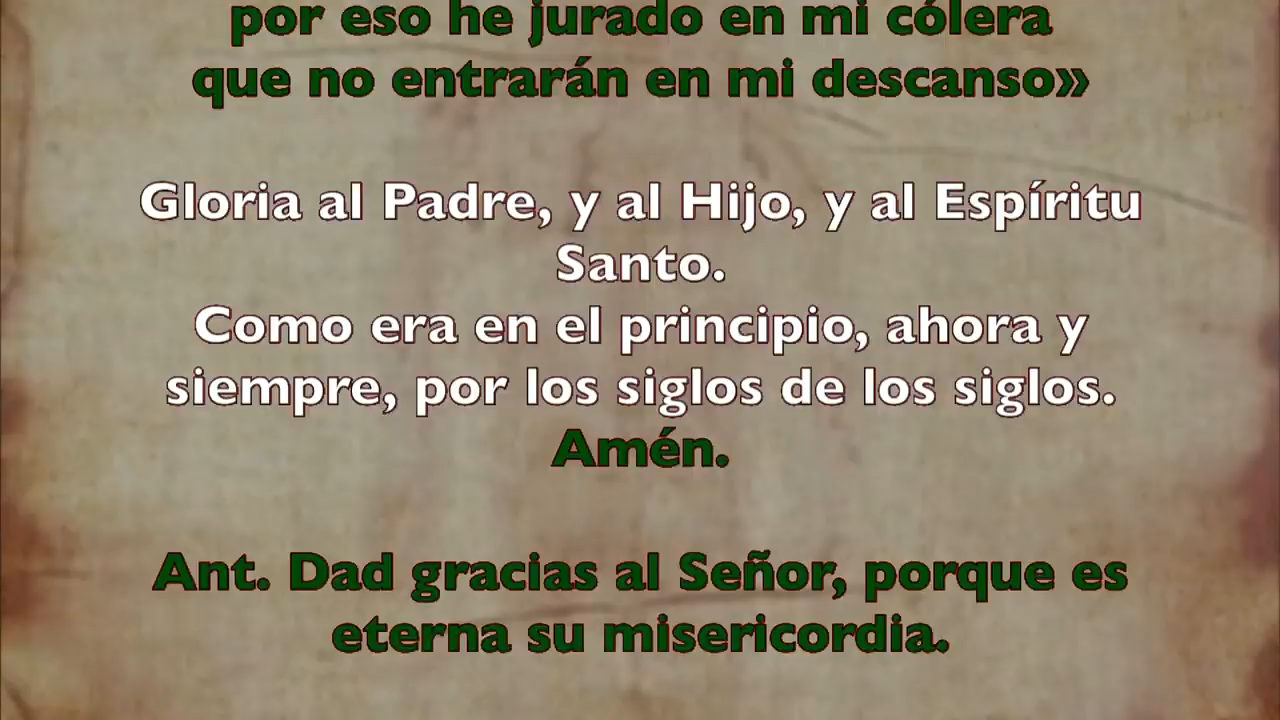 por eso he jurado en mi cólera
que no entrarán en mi descanso»
Gloria al Padre, y al Hijo, y al Espíritu
Santo.
Como era en el principio, ahora y
siempre, por los siglos de los siglos.
Amén.
Ant. Dad gracias al Señor, porque es
eterna su misericordia.